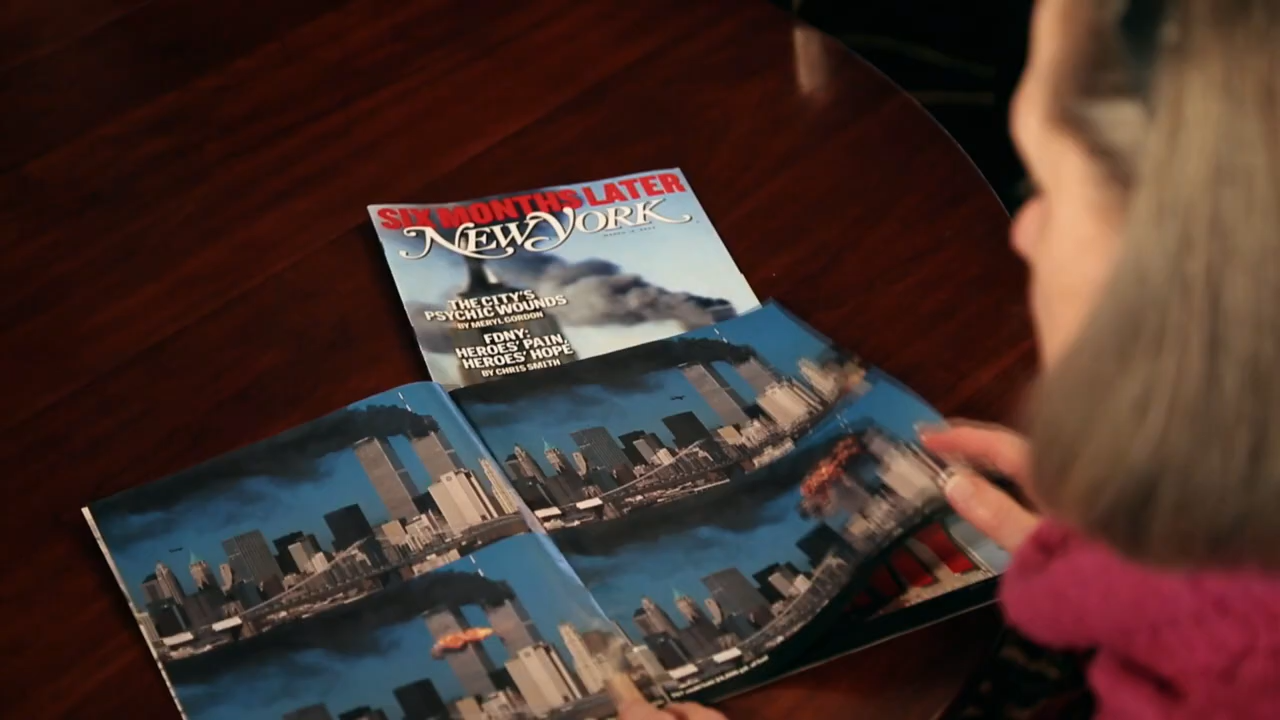 SIX MONTHS LATER
NEW YORK
THE CITY'S
PSYCHIC WOUNDS
BY MERYL GORDON
FDNY:
HEROES' PAIN,
HEROES' HOPE
BY CHRIS SMITH